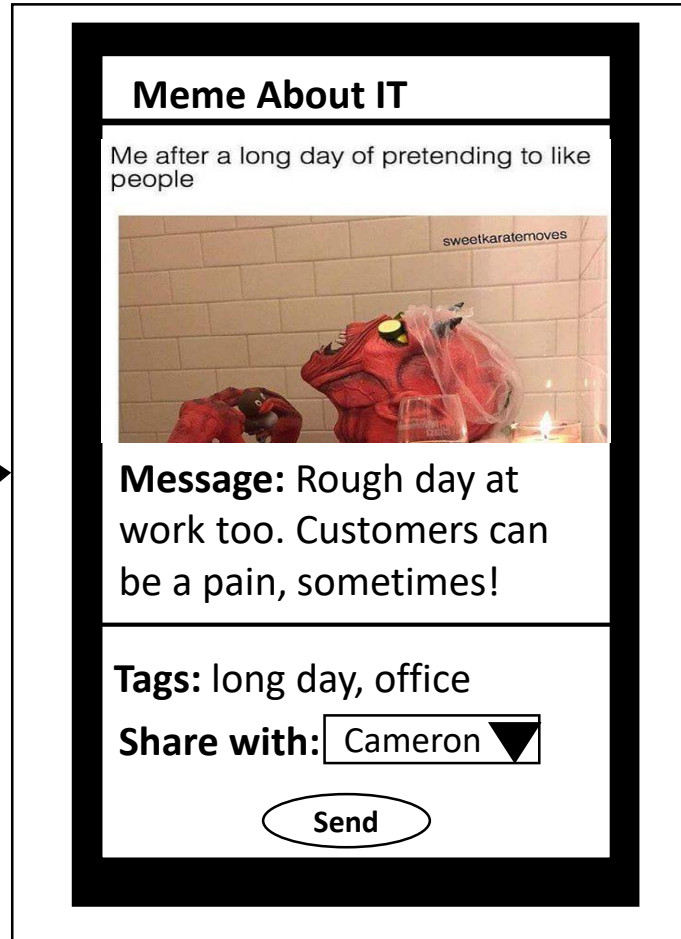 Meme About IT
Me after a long day of pretending to like
people
sweetkaratemoves
Message: Rough day at
work too. Customers can
be a pain, sometimes!
Tags: long day, office
Share with: Cameron
Send